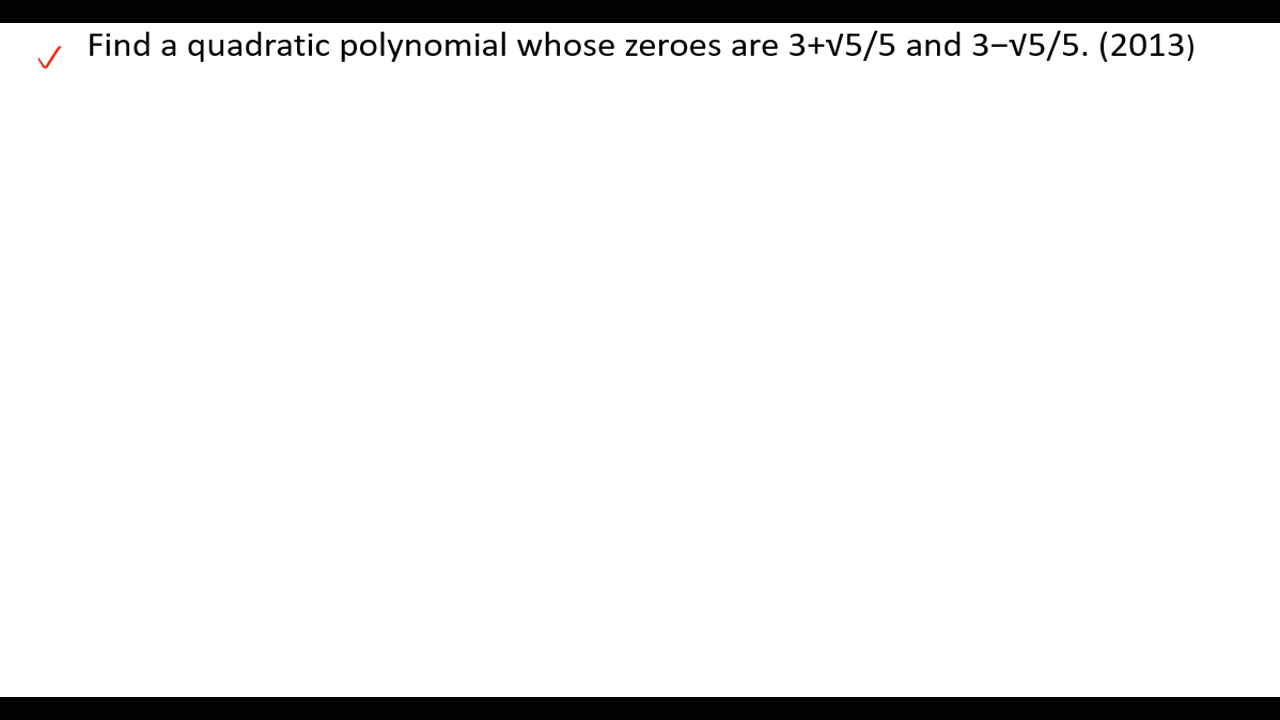 Find a quadratic polynomial whose zeroes are 3+√5/5 and 3−√5/5. (2013)